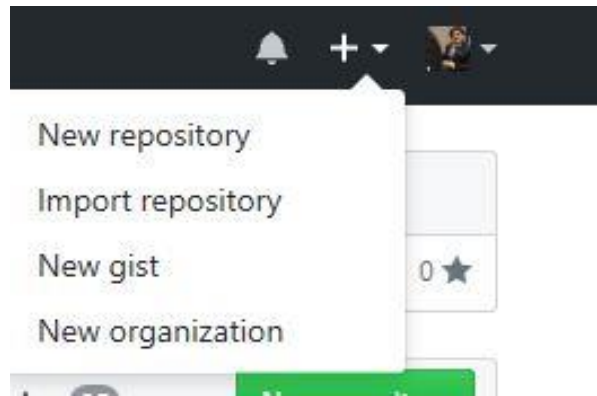 New repository
Import repository
New gist
New organization
0